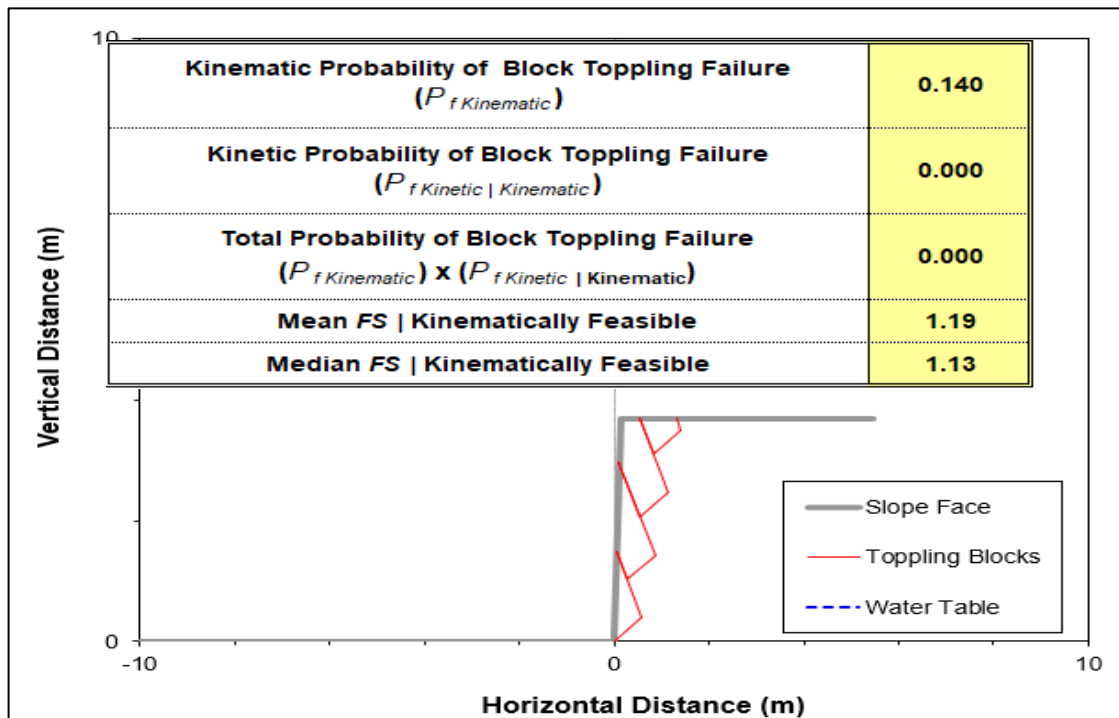 10
Kinematic Probability of Block Toppling Failure
(P f Kinematic)
0.140
Kinetic Probability of Block Toppling Failure
(P f Kinetic | Kinematic)
0.000
Total Probability of Block Toppling Failure
(P f Kinematic) x (P f Kinetic | Kinematic)
0.000
Mean FS | Kinematically Feasible
1.19
Median FS | Kinematically Feasible
1.13
Vertical Distance (m)
Slope Face
Toppling Blocks
Water Table
0
-10
0
10
Horizontal Distance (m)